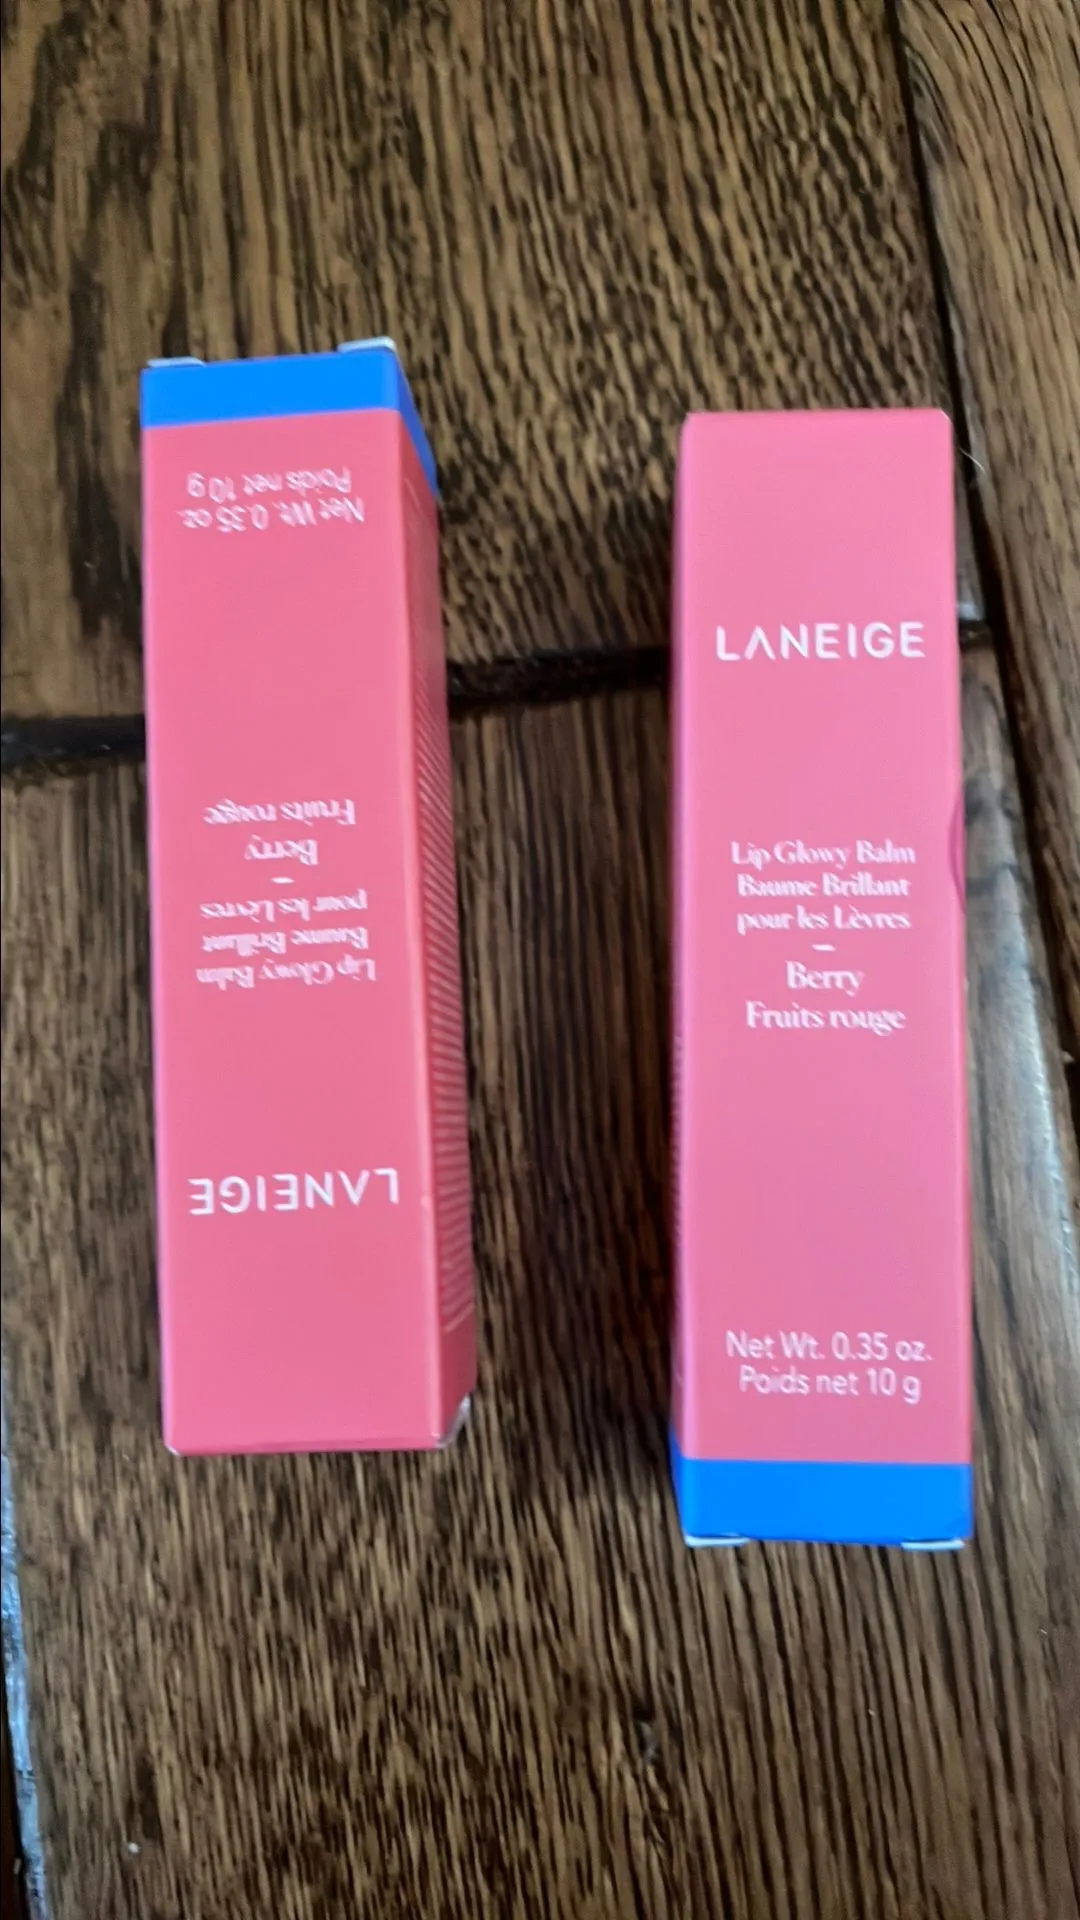 Net Wt. 0.35 oz.
Poids net 10 g
LANEIGE
Lip Glowy Balm
Baume Brillant
pour les Lèvres
–
Berry
Fruits rouge
LANEIGE
Lip Glowy Balm
Baume Brillant
pour les Lèvres
–
Berry
Fruits rouge
Net Wt. 0.35 oz.
Poids net 10 g